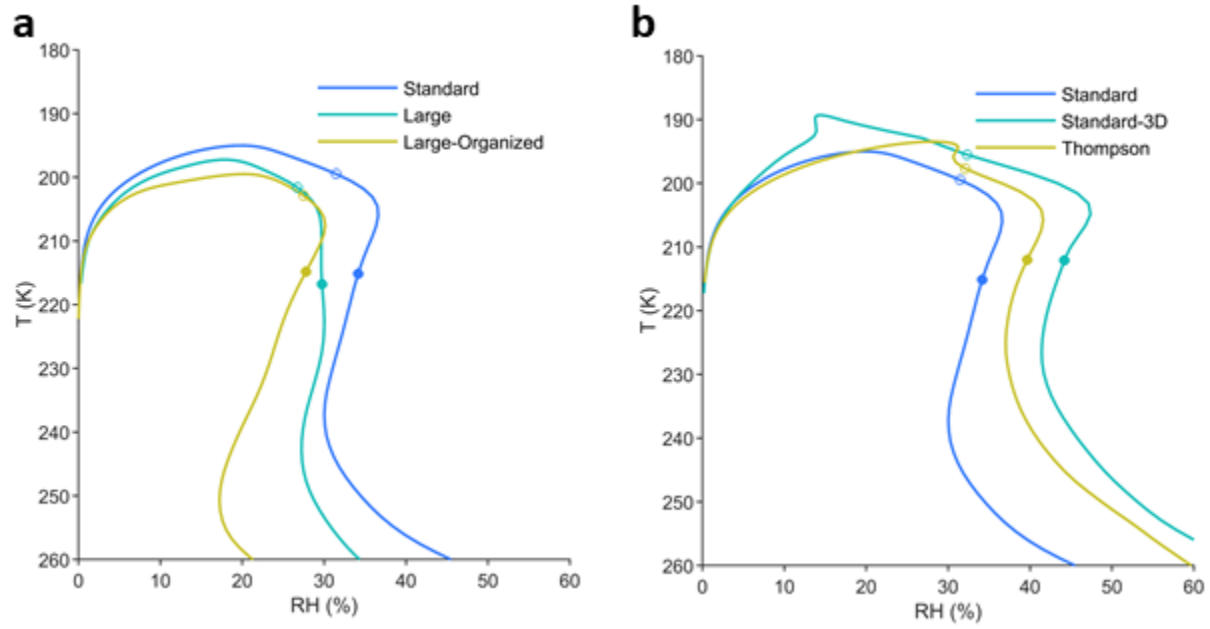 a
180
190
200
210
220
230
240
250
260
T (K)
0
10
20
30
40
50
60
RH (%)
Standard
Large
Large-Organized
b
180
190
200
210
220
230
240
250
260
T (K)
0
10
20
30
40
50
60
RH (%)
Standard
Standard-3D
Thompson